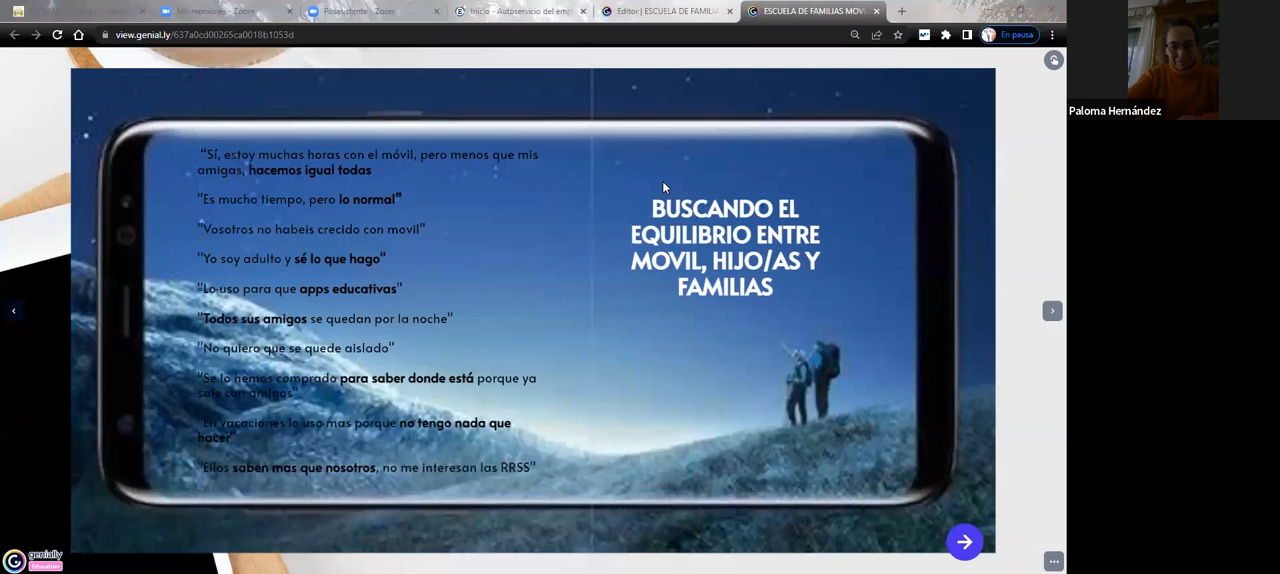 Mis reuniones - Zoom
Posasistente - Zoom
Inicio - Autoservicio del emp
Editor | ESCUELA DE FAMILIA
ESCUELA DE FAMILIAS MOVI
view.genial.ly/637a0cd00265ca0018b1053d
En pausa
Paloma Hernández
“Sí, estoy muchas horas con el móvil, pero menos que mis
amigas, hacemos igual todas
"Es mucho tiempo, pero lo normal”
"Vosotros no habeis crecido con movil"
"Yo soy adulto y sé lo que hago"
"Lo uso para que apps educativas"
"Todos sus amigos se quedan por la noche"
"No quiero que se quede aislado"
"Se lo hemos comprado para saber donde está porque ya
sale con amigos"
"En vacaciones lo uso mas porque no tengo nada que
hacer"
"Ellos saben mas que nosotros, no me interesan las RRSS"
BUSCANDO EL
EQUILIBRIO ENTRE
MOVIL, HIJO/AS Y
FAMILIAS
genially
Education